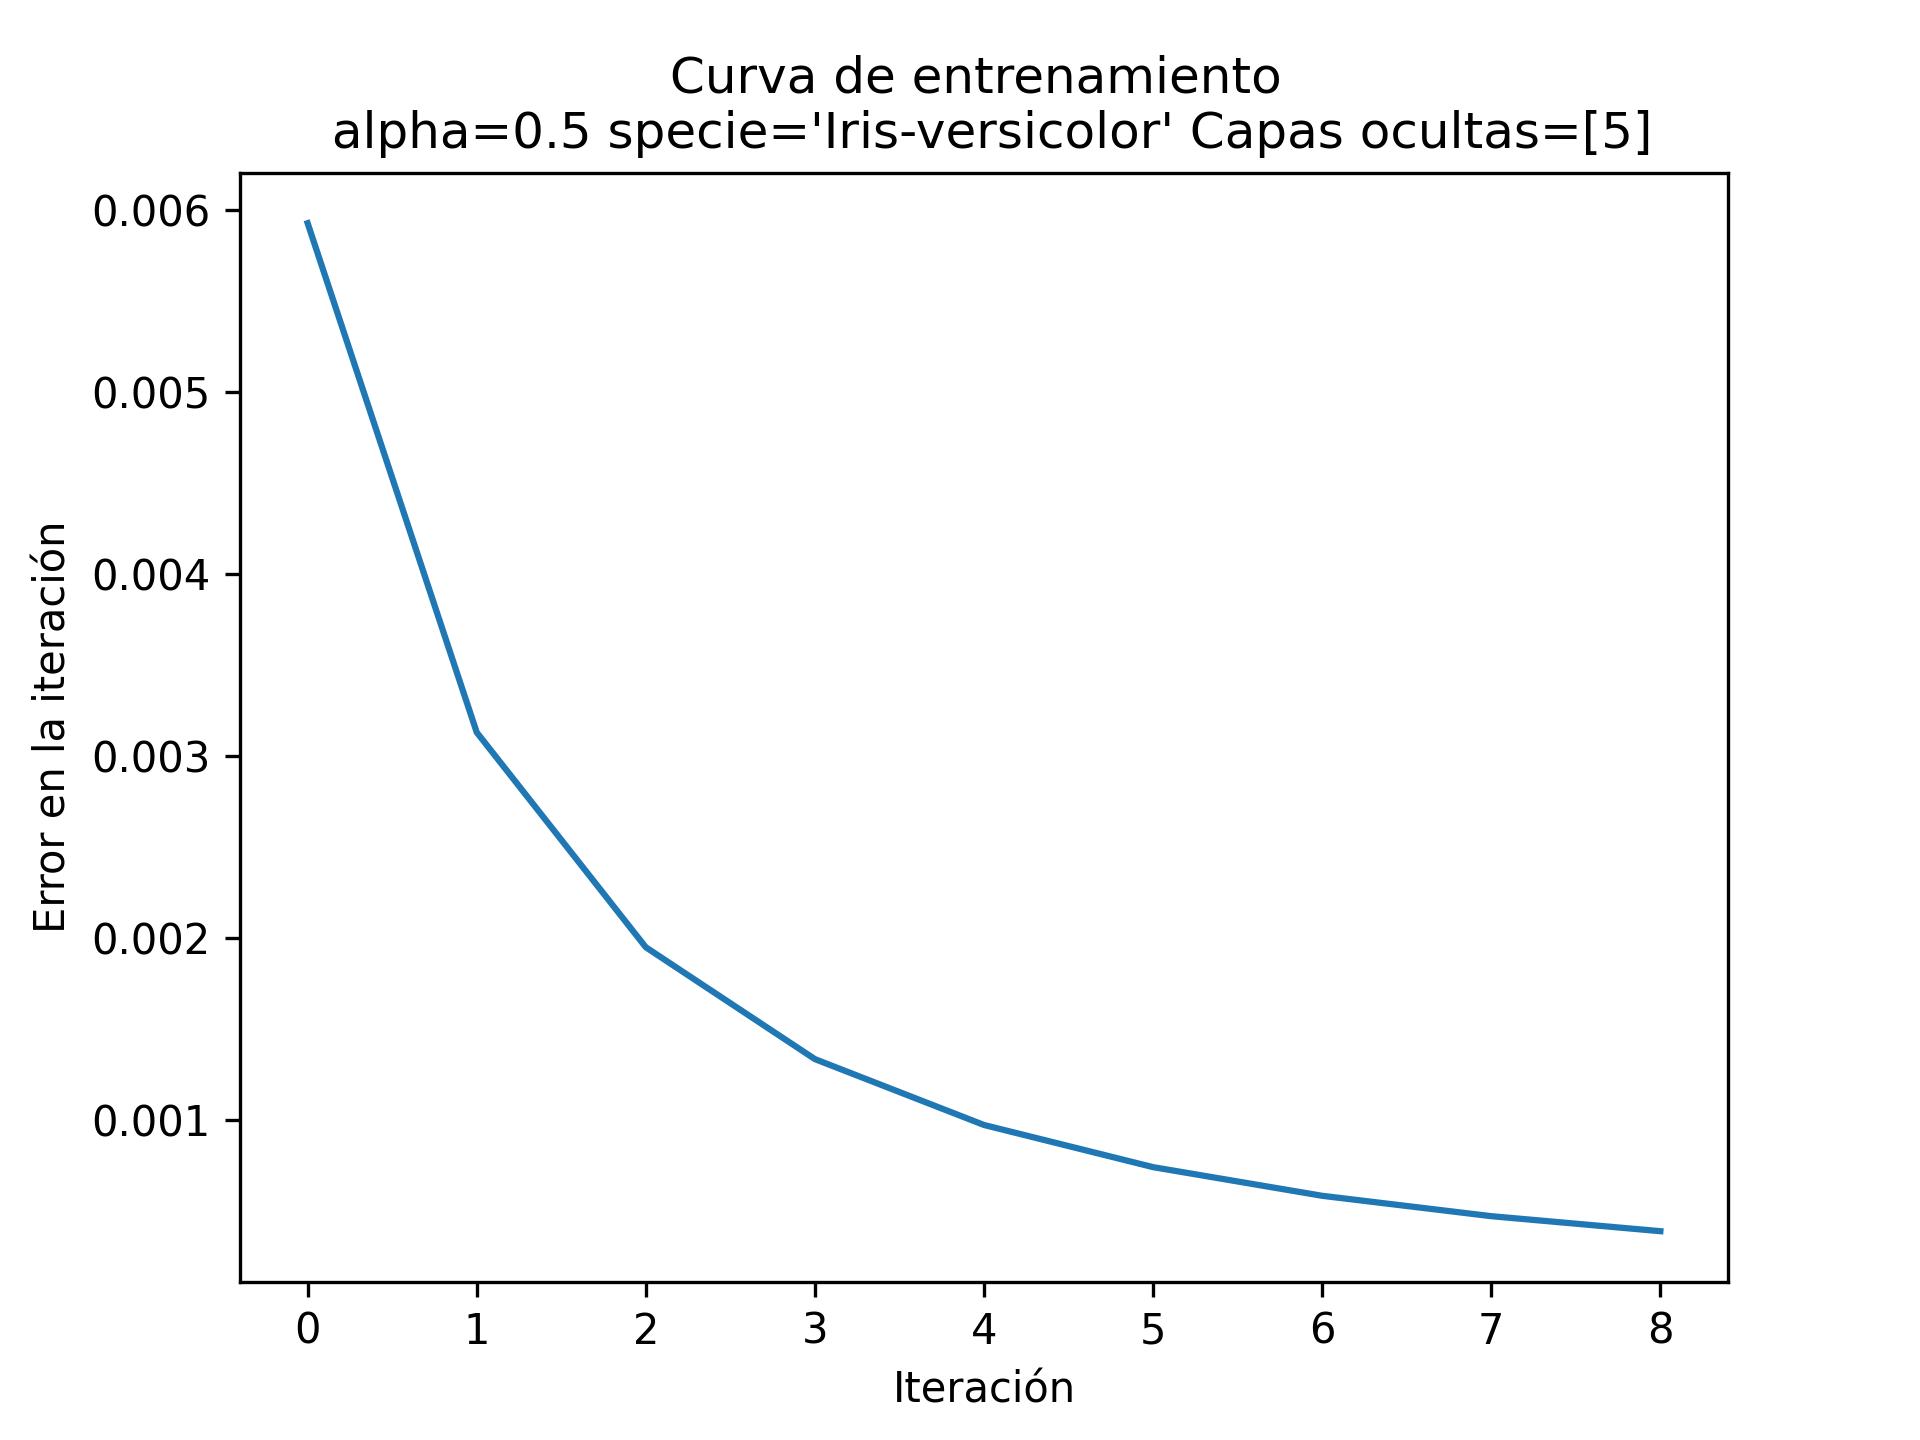 Curva de entrenamiento
alpha=0.5 specie='Iris-versicolor' Capas ocultas=[5]
0.006
0.005
0.004
0.003
0.002
0.001
Error en la iteración
0 1 2 3 4 5 6 7 8
Iteración